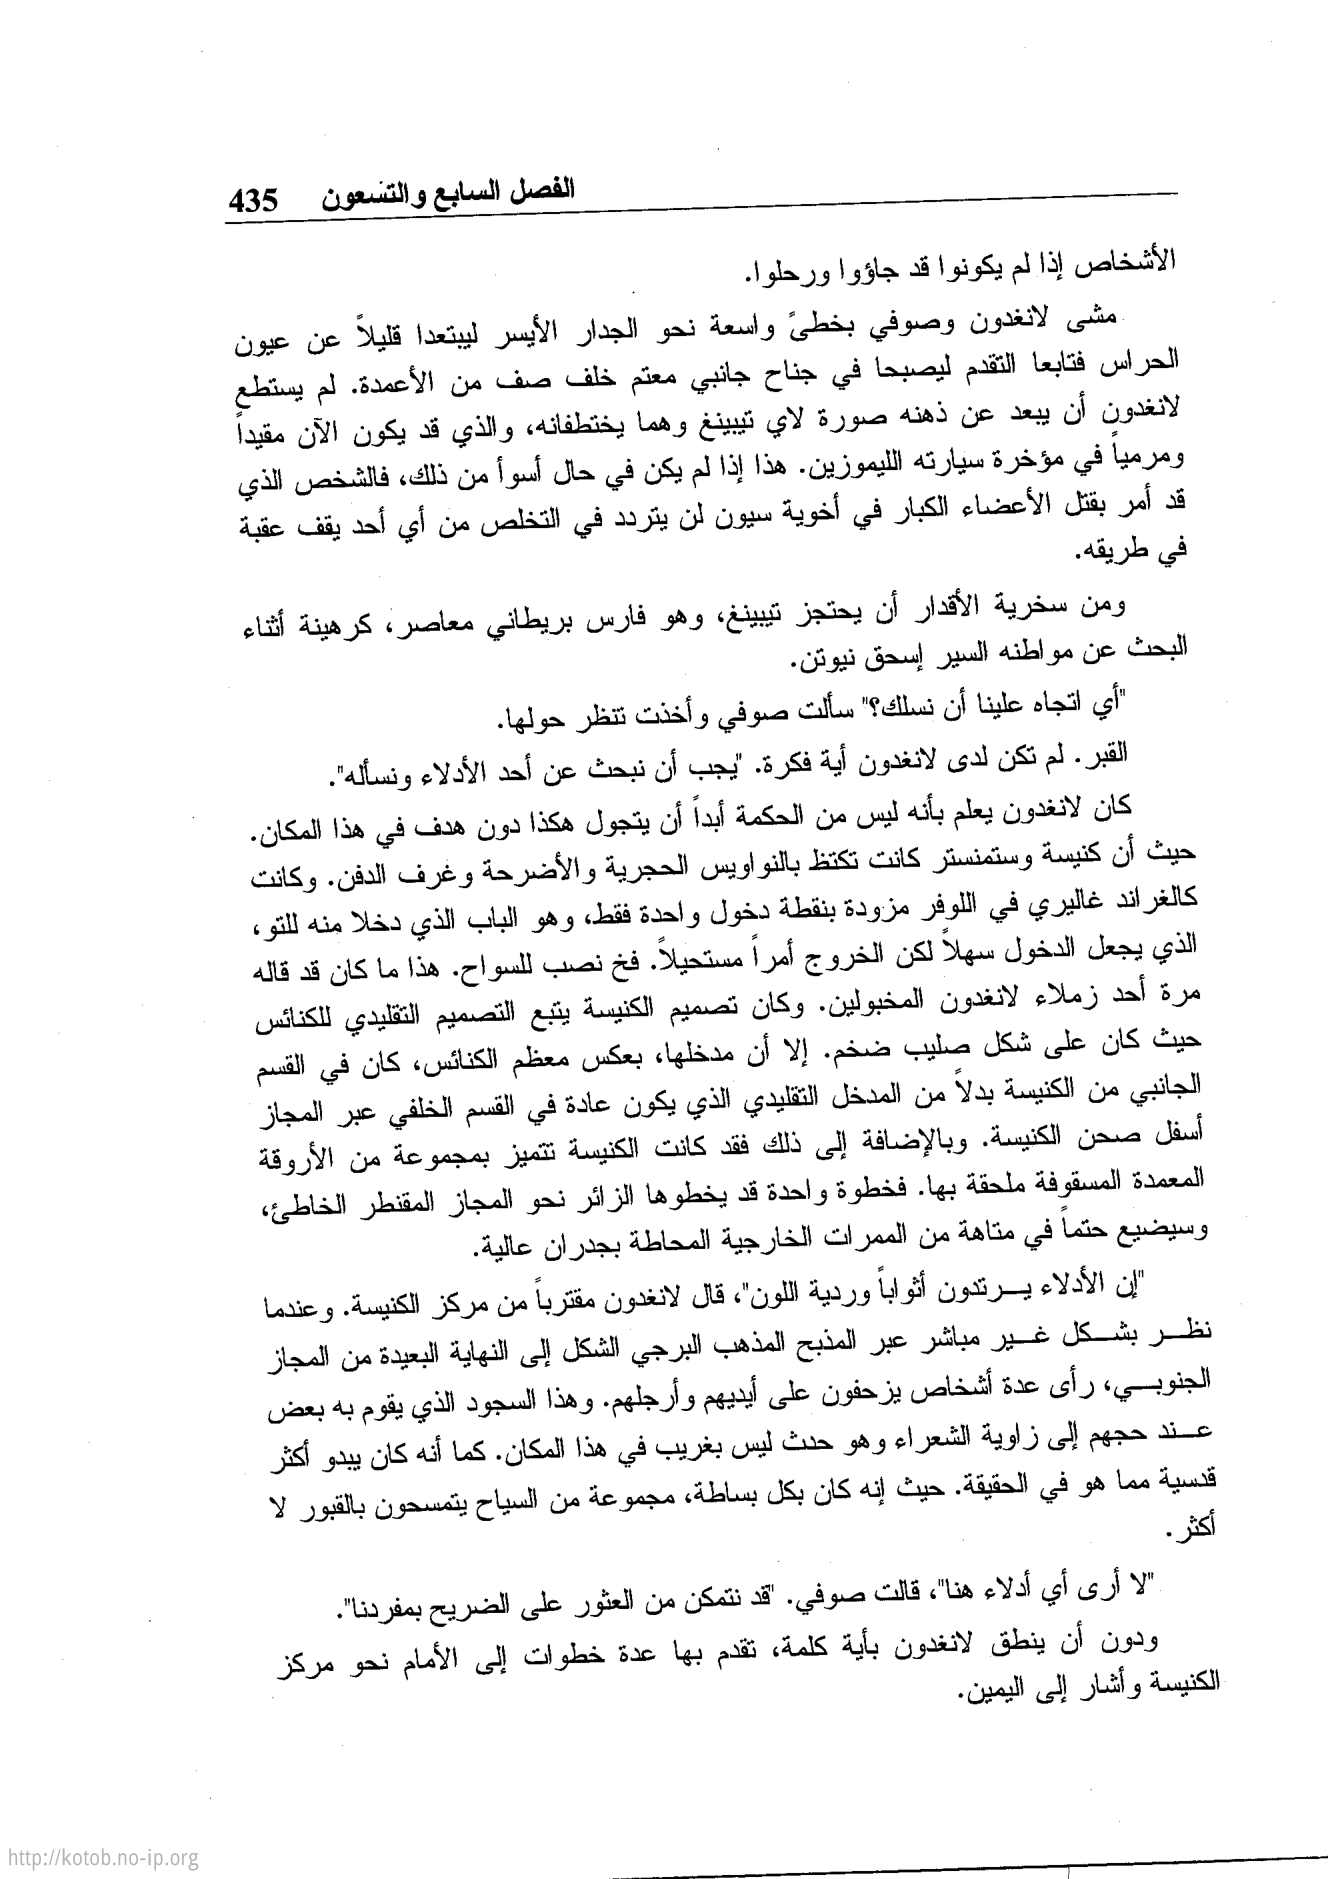 الفصل السابع والتسعون 435
الأشخاص إذا لم يكونوا قد جاؤوا ورحلوا.
مشى لانغدون وصوفي بخطىً واسعة نحو الجدار الأيسر ليبتعدا قليلاً عن عيون
الحراس فتابعا التقدم ليصبحا في جناح جانبي معتم خلف صف من الأعمدة. لم يستطع
لانغدون أن يبعد عن ذهنه صورة لاي تيبينغ وهما يختطفانه، والذي قد يكون الآن مقيداً
ومرمياً في مؤخرة سيارته الليموزين. هذا إذا لم يكن في حال أسوأ من ذلك، فالشخص الذي
قد أمر بقتل الأعضاء الكبار في أخوية سيون لن يتردد في التخلص من أي أحد يقف عقبة
في طريقه.
ومن سخرية الأقدار أن يحتجز تيبينغ، وهو فارس بريطاني معاصر، كرهينة أثناء
البحث عن مواطنه السير إسحق نيوتن.
"أي اتجاه علينا أن نسلك؟" سألت صوفي وأخذت تنظر حولها.
القبر. لم تكن لدى لانغدون أية فكرة. "يجب أن نبحث عن أحد الأدلاء ونسأله".
كان لانغدون يعلم بأنه ليس من الحكمة أبداً أن يتجول هكذا دون هدف في هذا المكان.
حيث أن كنيسة وستمنستر كانت تكتظ بالنواويس الحجرية والأضرحة وغرف الدفن. وكانت
كالغراند غاليري في اللوفر مزودة بنقطة دخول واحدة فقط، وهو الباب الذي دخلا منه للتو،
الذي يجعل الدخول سهلاً لكن الخروج أمراً مستحيلاً. فخ نصب للسواح. هذا ما كان قد قاله
مرة أحد زملاء لانغدون المخبولين. وكان تصميم الكنيسة يتبع التصميم التقليدي للكنائس
حيث كان على شكل صليب ضخم. إلا أن مدخلها، بعكس معظم الكنائس، كان في القسم
الجانبي من الكنيسة بدلاً من المدخل التقليدي الذي يكون عادة في القسم الخلفي عبر المجاز
أسفل صحن الكنيسة. وبالإضافة إلى ذلك فقد كانت الكنيسة تتميز بمجموعة من الأروقة
المعمدة المسقوفة ملحقة بها. فخطوة واحدة قد يخطوها الزائر نحو المجاز المقنطر الخاطئ،
وسيضيع حتماً في متاهة من الممرات الخارجية المحاطة بجدران عالية.
"إن الأدلاء يـرتدون أثواباً وردية اللون"، قال لانغدون مقترباً من مركز الكنيسة. وعندما
نظـر بشـكل غـير مباشر عبر المذبح المذهب البرجي الشكل إلى النهاية البعيدة من المجاز
الجنوبـي، رأى عدة أشخاص يزحفون على أيديهم وأرجلهم. وهذا السجود الذي يقوم به بعض
عـند حجهم إلى زاوية الشعراء وهو حدث ليس بغريب في هذا المكان. كما أنه كان يبدو أكثر
قدسية مما هو في الحقيقة. حيث إنه كان بكل بساطة، مجموعة من السياح يتمسحون بالقبور لا
أكثر.
"لا أرى أي أدلاء هنا"، قالت صوفي. "قد نتمكن من العثور على الضريح بمفردنا".
ودون أن ينطق لانغدون بأية كلمة، تقدم بها عدة خطوات إلى الأمام نحو مركز
الكنيسة وأشار إلى اليمين.
http://kotob.no-ip.org